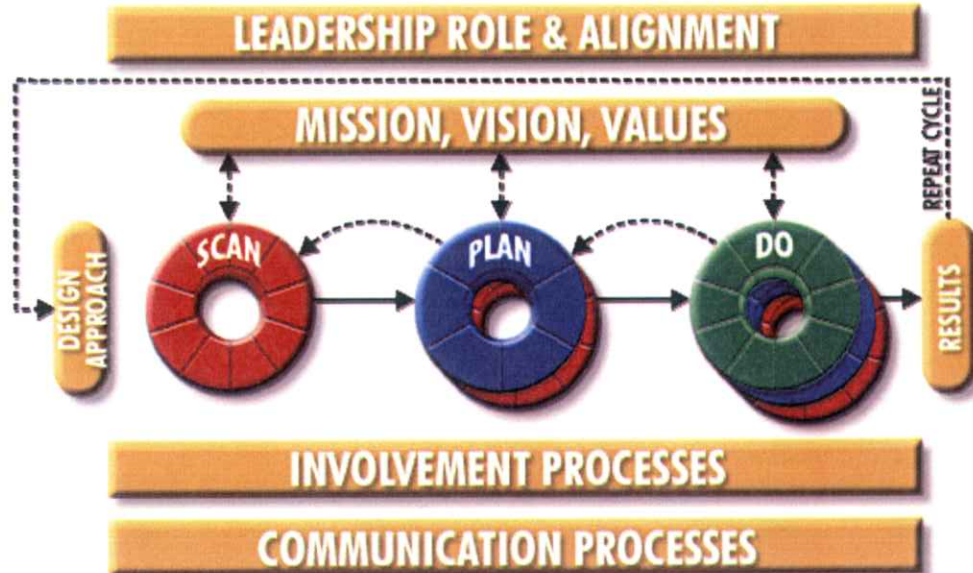 LEADERSHIP ROLE & ALIGNMENT
MISSION, VISION, VALUES
REPEAT CYCLE
SCAN
PLAN
DO
DESIGN
APPROACH
RESULTS
INVOLVEMENT PROCESSES
COMMUNICATION PROCESSES